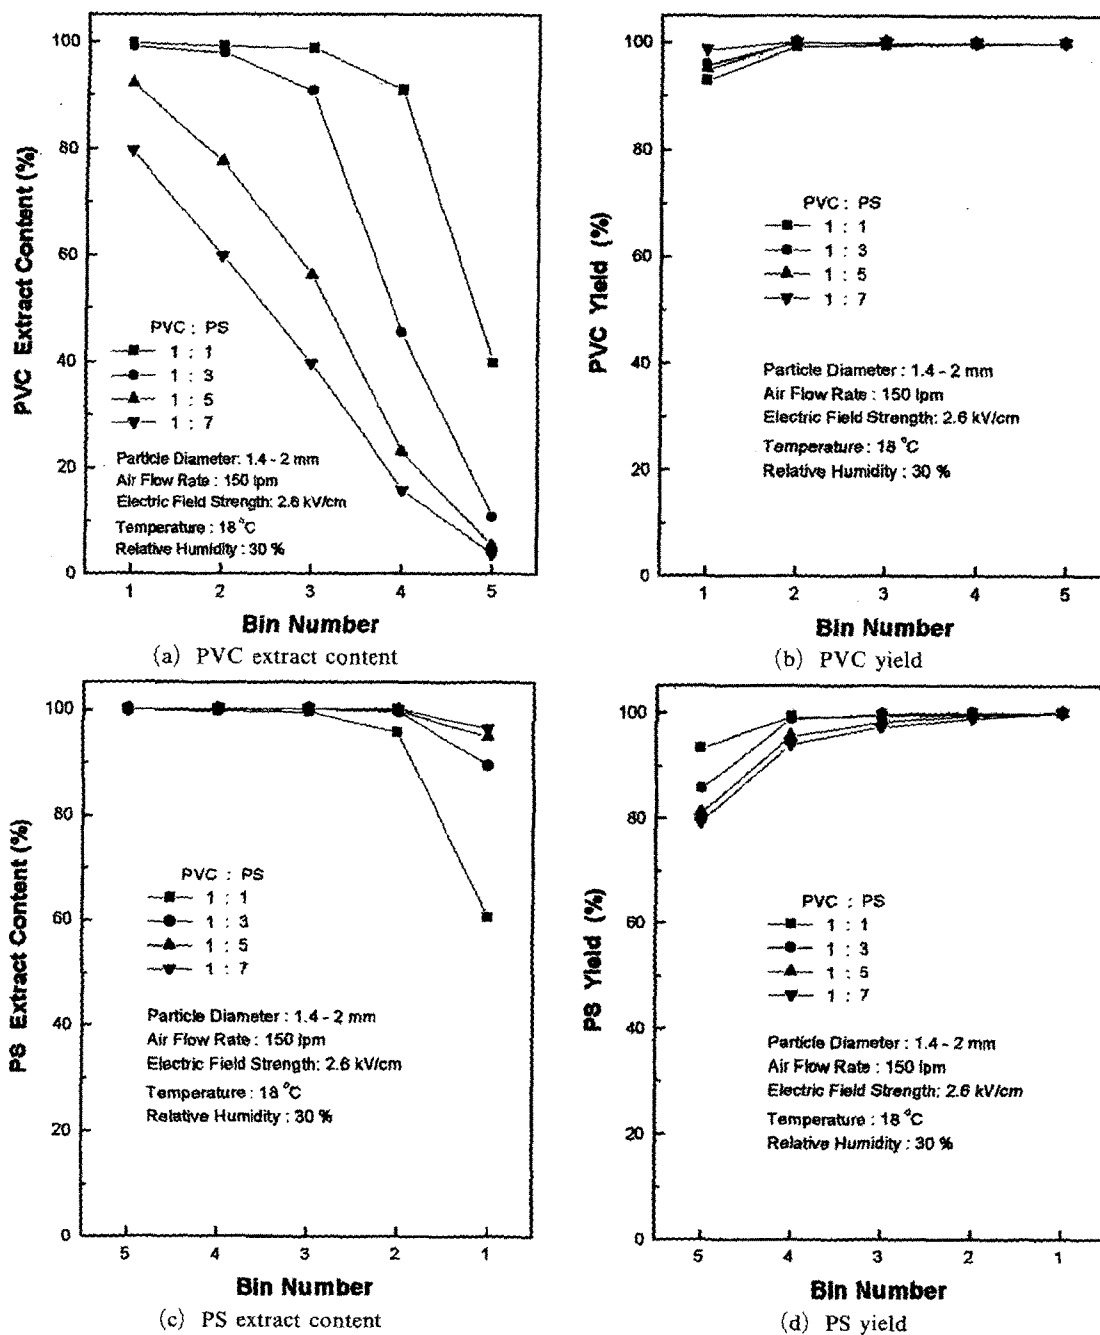 PVC Extract Content (%)
100
80
60
40
20
0
PVC : PS
1 : 1
1 : 3
1 : 5
1 : 7
Particle Diameter: 1.4 - 2 mm
Air Flow Rate : 150 lpm
Electric Field Strength: 2.6 kV/cm
Temperature : 18 °C
Relative Humidity : 30 %
1 2 3 4 5
Bin Number
(a) PVC extract content
PVC Yield (%)
100
80
60
40
20
0
PVC : PS
1 : 1
1 : 3
1 : 5
1 : 7
Particle Diameter : 1.4 - 2 mm
Air Flow Rate : 150 lpm
Electric Field Strength: 2.6 kV/cm
Temperature : 18 °C
Relative Humidity : 30 %
1 2 3 4 5
Bin Number
(b) PVC yield
PS Extract Content (%)
100
80
60
40
20
0
PVC : PS
1 : 1
1 : 3
1 : 5
1 : 7
Particle Diameter : 1.4 - 2 mm
Air Flow Rate : 150 lpm
Electric Field Strength: 2.6 kV/cm
Temperature : 18 °C
Relative Humidity : 30 %
5 4 3 2 1
Bin Number
(c) PS extract content
PS Yield (%)
100
80
60
40
20
0
PVC : PS
1 : 1
1 : 3
1 : 5
1 : 7
Particle Diameter : 1.4 - 2 mm
Air Flow Rate : 150 lpm
Electric Field Strength: 2.6 kV/cm
Temperature : 18 °C
Relative Humidity : 30 %
5 4 3 2 1
Bin Number
(d) PS yield